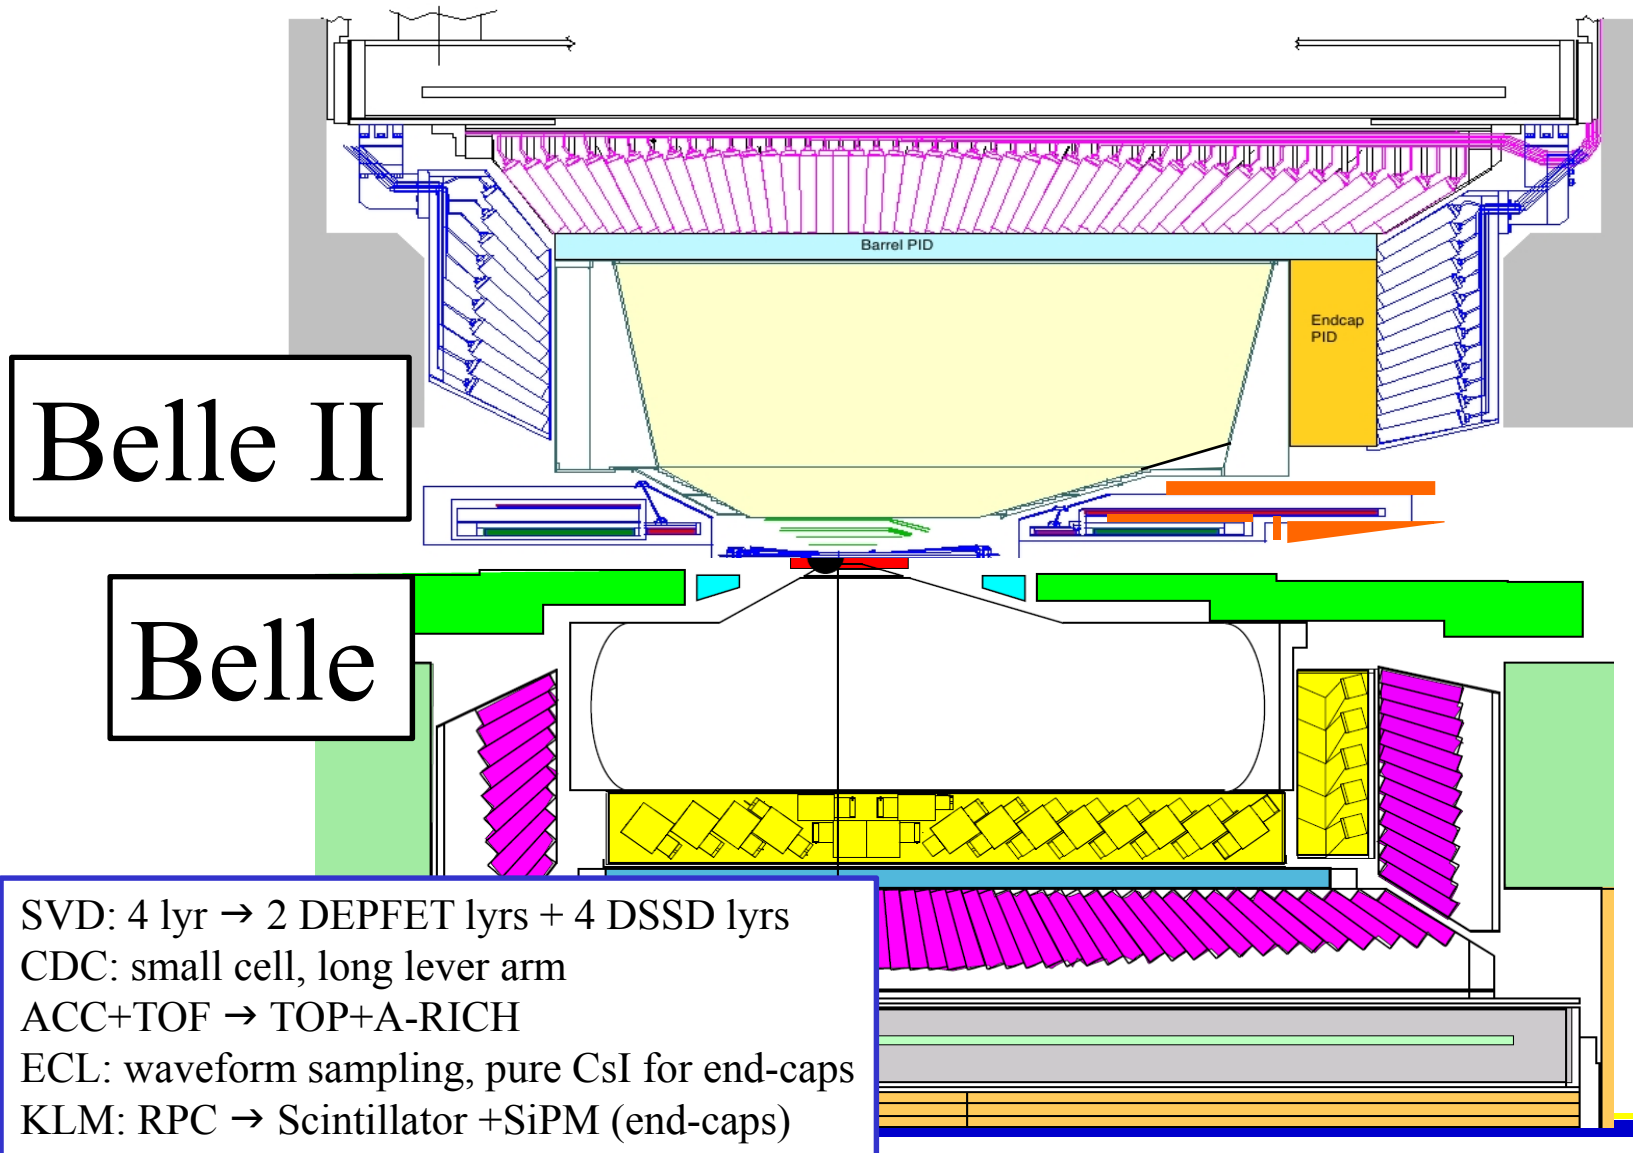 Barrel PID
Endcap
PID
Belle II
Belle
SVD: 4 lyr → 2 DEPFET lyrs + 4 DSSD lyrs
CDC: small cell, long lever arm
ACC+TOF → TOP+A-RICH
ECL: waveform sampling, pure CsI for end-caps
KLM: RPC → Scintillator +SiPM (end-caps)